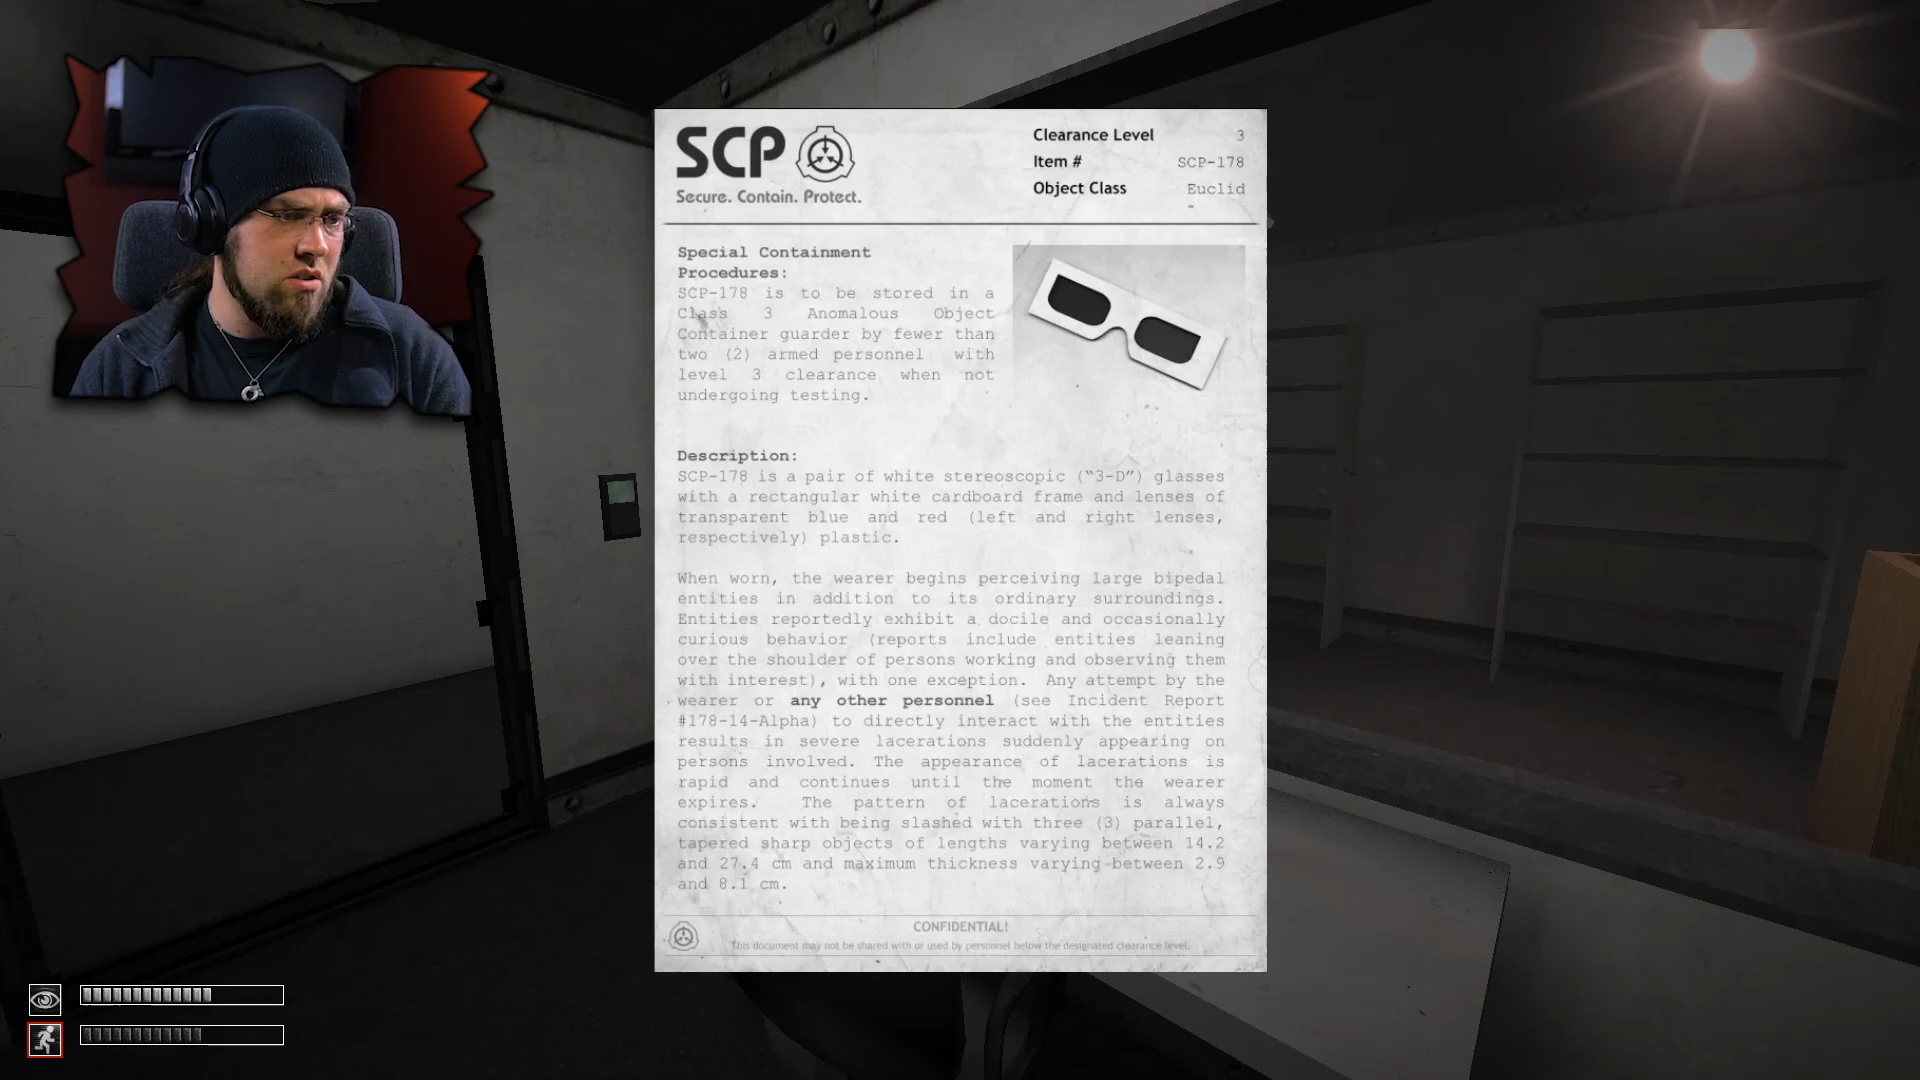 SCP
Secure. Contain. Protect.
Clearance Level 3
Item # SCP-178
Object Class Euclid
Special Containment
Procedures:
SCP-178 is to be stored in a
Class 3 Anomalous Object
Container guarder by fewer than
two (2) armed personnel with
level 3 clearance when not
undergoing testing.
Description:
SCP-178 is a pair of white stereoscopic (“3-D”) glasses
with a rectangular white cardboard frame and lenses of
transparent blue and red (left and right lenses,
respectively) plastic.
When worn, the wearer begins perceiving large bipedal
entities in addition to its ordinary surroundings.
Entities reportedly exhibit a docile and occasionally
curious behavior (reports include entities leaning
over the shoulder of persons working and observing them
with interest), with one exception. Any attempt by the
wearer or any other personnel (see Incident Report
#178-14-Alpha) to directly interact with the entities
results in severe lacerations suddenly appearing on
persons involved. The appearance of lacerations is
rapid and continues until the moment the wearer
expires. The pattern of lacerations is always
consistent with being slashed with three (3) parallel,
tapered sharp objects of lengths varying between 14.2
and 27.4 cm and maximum thickness varying between 2.9
and 8.1 cm.
CONFIDENTIAL!
This document may not be shared with or used by personnel below the designated clearance level.